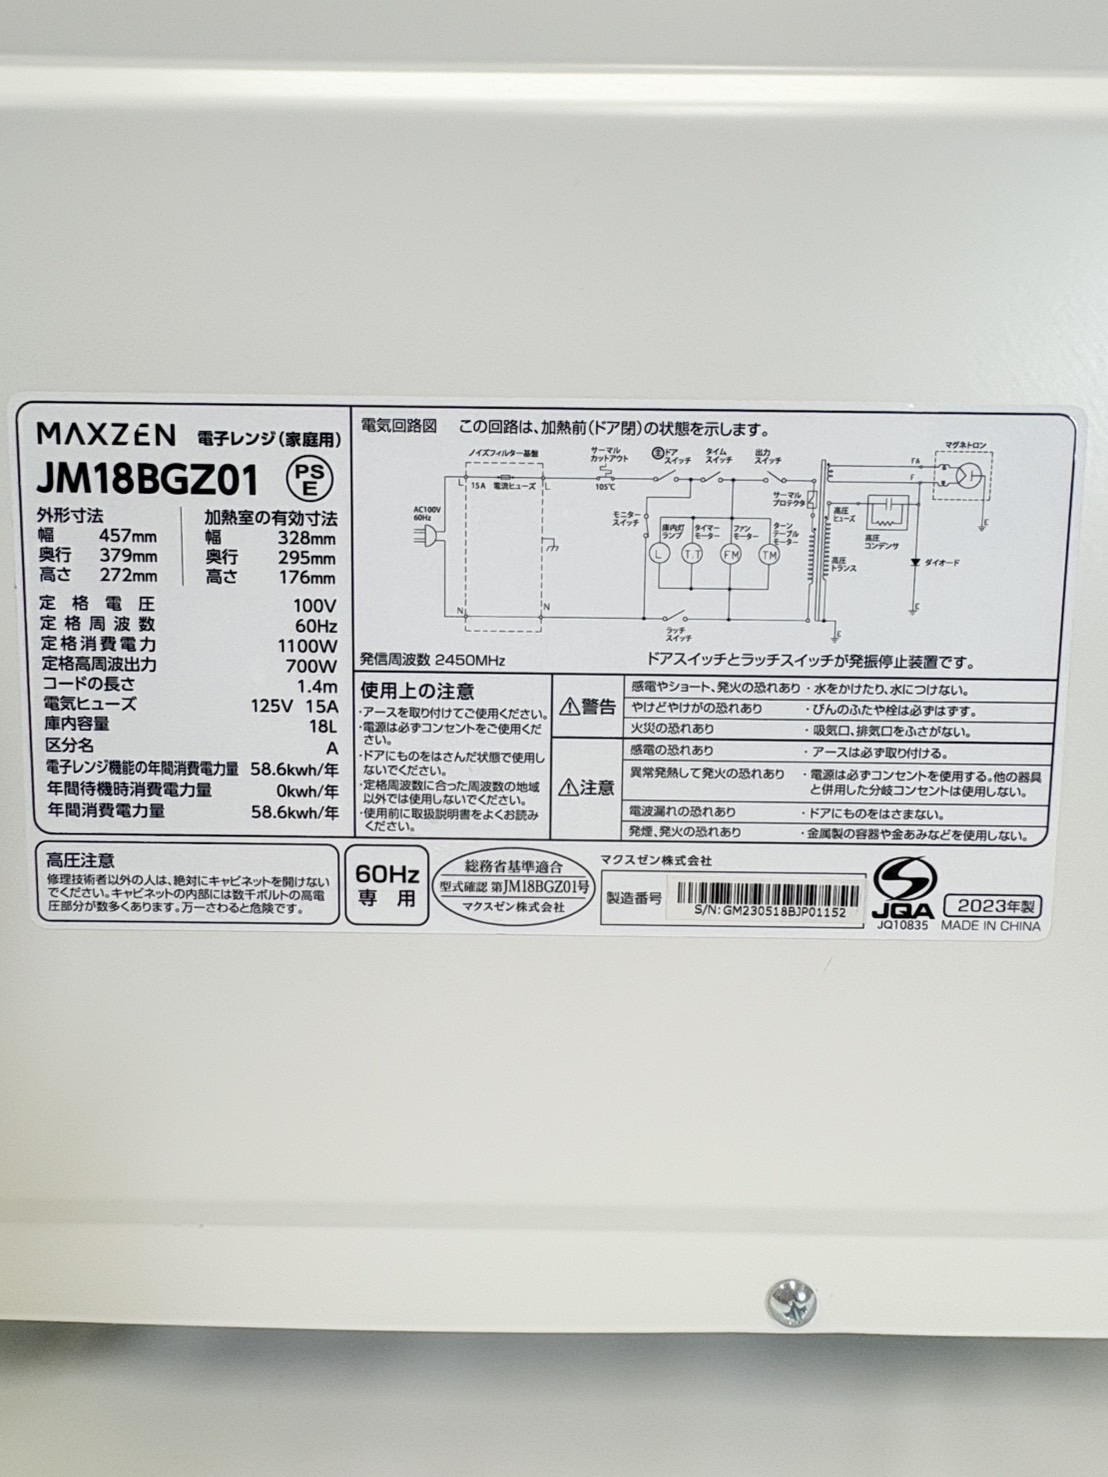 MAXZEN 電子レンジ(家庭用)
JM18BGZ01
PS
E
外形寸法
幅 457mm
奥行 379mm
高さ 272mm
加熱室の有効寸法
幅 328mm
奥行 295mm
高さ 176mm
定格電圧 100V
定格周波数 60Hz
定格消費電力 1100W
定格高周波出力 700W
コードの長さ 1.4m
電気ヒューズ 125V 15A
庫内容量 18L
区分名 A
電子レンジ機能の年間消費電力量 58.6kwh/年
年間待機時消費電力量 0kwh/年
年間消費電力量 58.6kwh/年
電気回路図 この回路は、加熱前(ドア閉)の状態を示します。
ノイズフィルター基盤
L 15A 電流ヒューズ L
AC100V
60Hz
N N
サーマル
カットアウト
105℃
主ドア
スイッチ
タイム
スイッチ
出力
スイッチ
モニター
スイッチ
庫内灯
ランプ
タイマー
モーター
ファン
モーター
ターン
テーブル
モーター
L T.T FM TM
ラッチ
スイッチ
サーマル
プロテクタ
高圧
ヒューズ
高圧
コンデンサ
高圧
トランス
ダイオード
マグネトロン
FA
F
E
E
E
発信周波数 2450MHz
ドアスイッチとラッチスイッチが発振停止装置です。
使用上の注意
・アースを取り付けてご使用ください。
・電源は必ずコンセントをご使用くだ
さい。
・ドアにものをはさんだ状態で使用し
ないでください。
・定格周波数に合った周波数の地域
以外では使用しないでください。
・使用前に取扱説明書をよくお読み
ください。
⚠警告
感電やショート、発火の恐れあり ・水をかけたり、水につけない。
やけどやけがの恐れあり ・びんのふたや栓は必ずはずす。
火災の恐れあり ・吸気口、排気口をふさがない。
⚠注意
感電の恐れあり ・アースは必ず取り付ける。
異常発熱して発火の恐れあり ・電源は必ずコンセントを使用する。他の器具
と併用した分岐コンセントは使用しない。
電波漏れの恐れあり ・ドアにものをはさまない。
発煙、発火の恐れあり ・金属製の容器や金あみなどを使用しない。
高圧注意
修理技術者以外の人は、絶対にキャビネットを開けない
でください。キャビネットの内部には数千ボルトの高電
圧部分が数多くあります。万一さわると危険です。
60Hz
専用
総務省基準適合
型式確認 第JM18BGZ01号
マクスゼン株式会社
マクスゼン株式会社
製造番号
S/N:GM230518BJP01152
JQA
JQ10835
2023年製
MADE IN CHINA